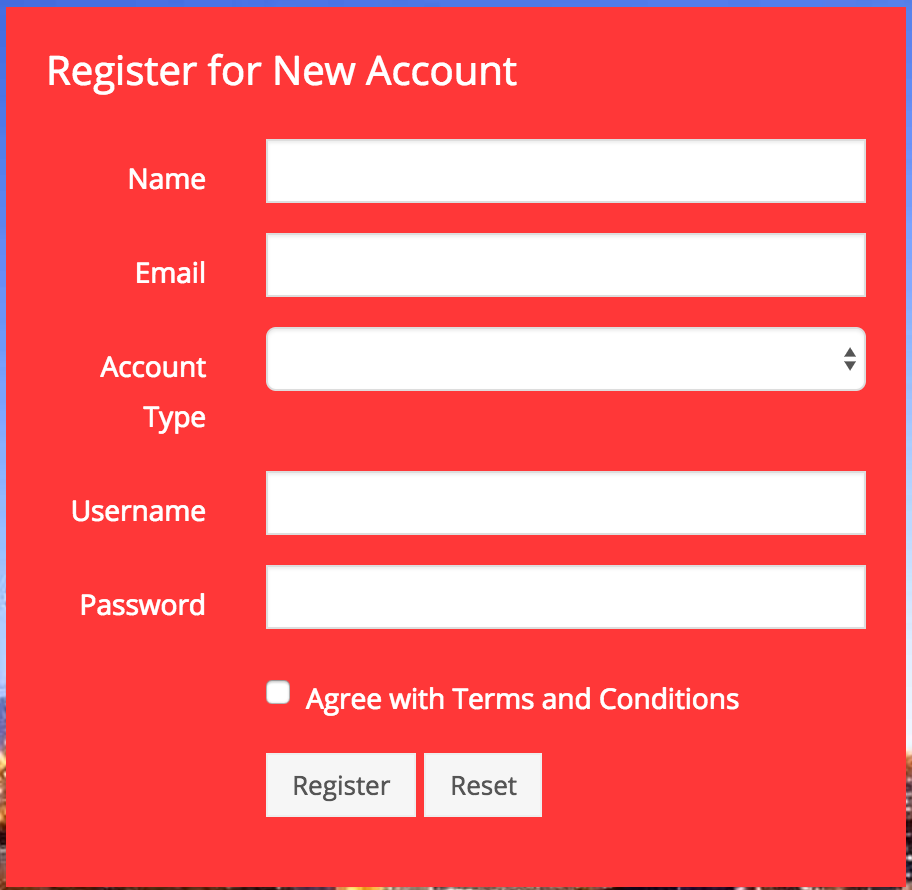 Register for New Account
Name
Email
Account
Type
Username
Password
Agree with Terms and Conditions
Register Reset